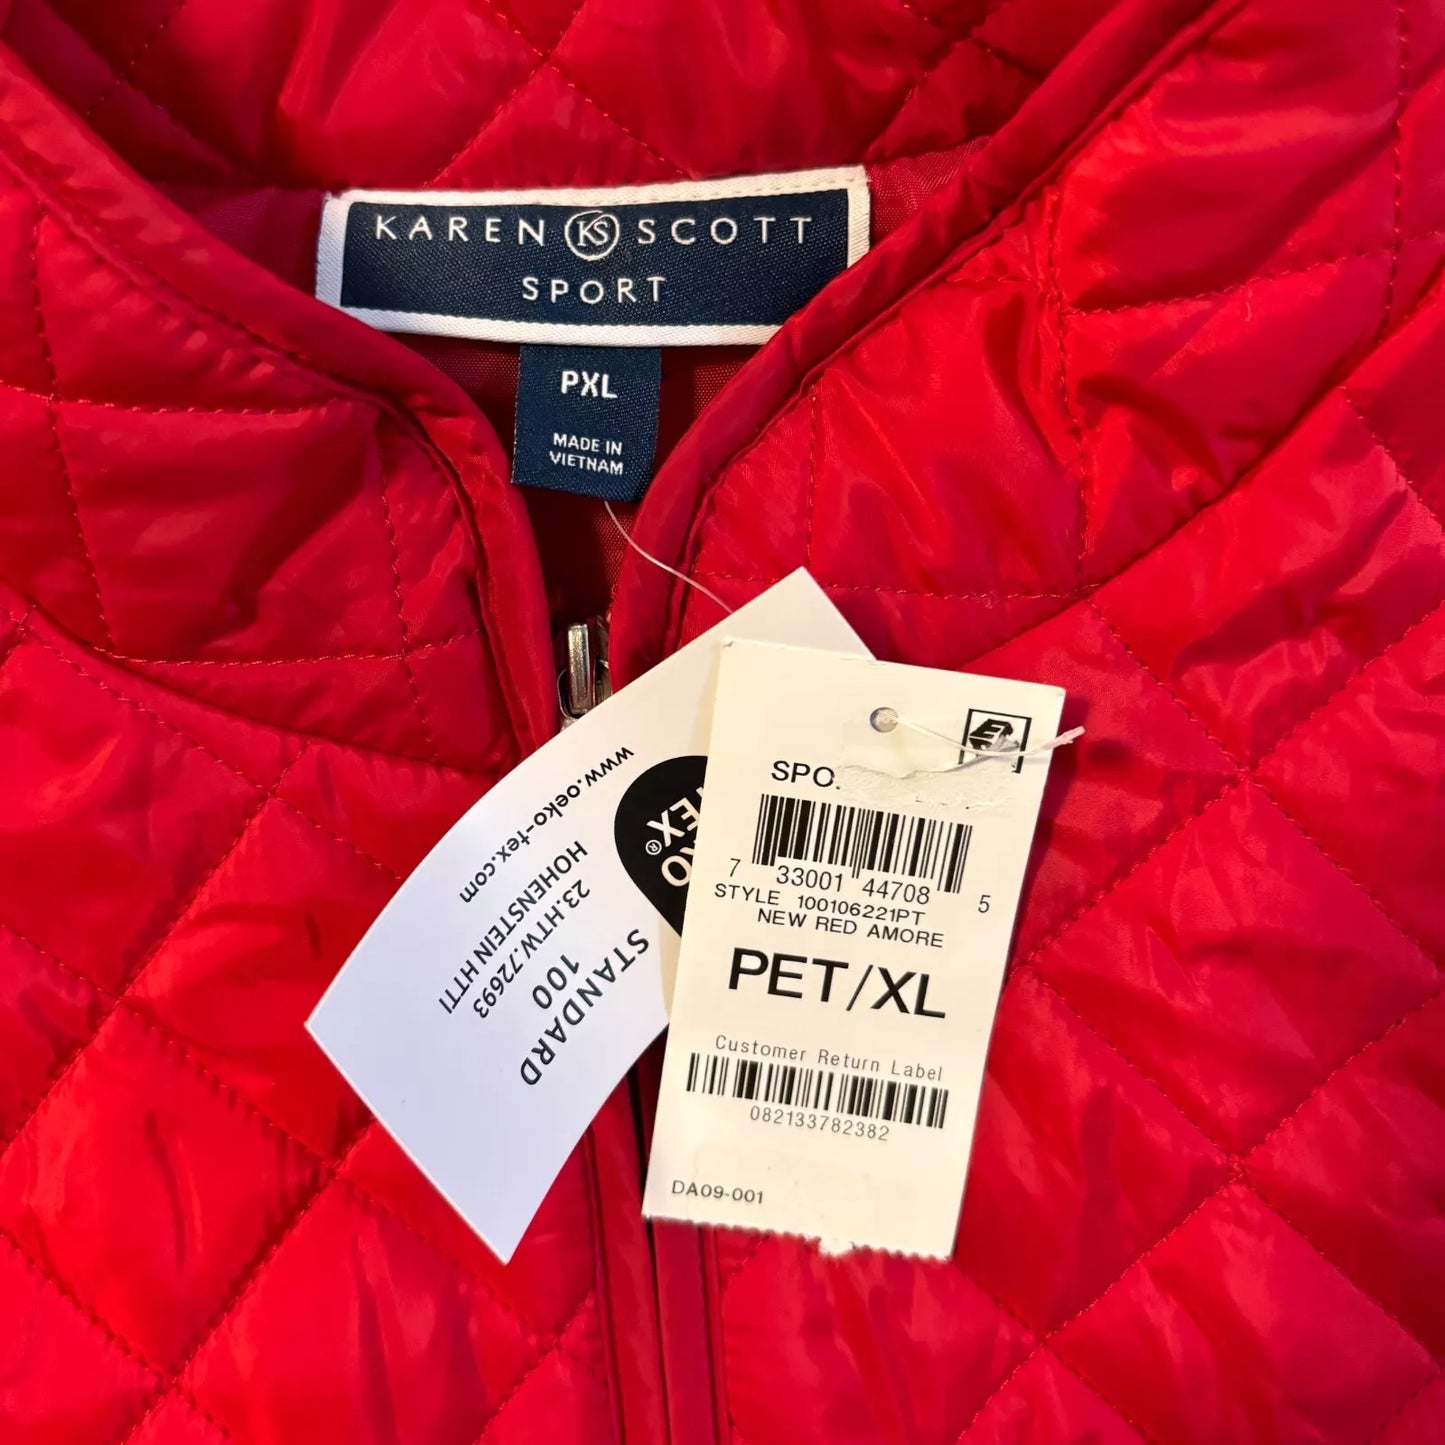 KAREN KS SCOTT
SPORT
PXL
MADE IN
VIETNAM
www.oeko-tex.com
HOHENSTEIN HTTI
23.HTW.72693
STANDARD
100
7 33001 44708 5
STYLE 100106221PT
NEW RED AMORE
PET/XL
Customer Return Label
082133782382
DA09-001